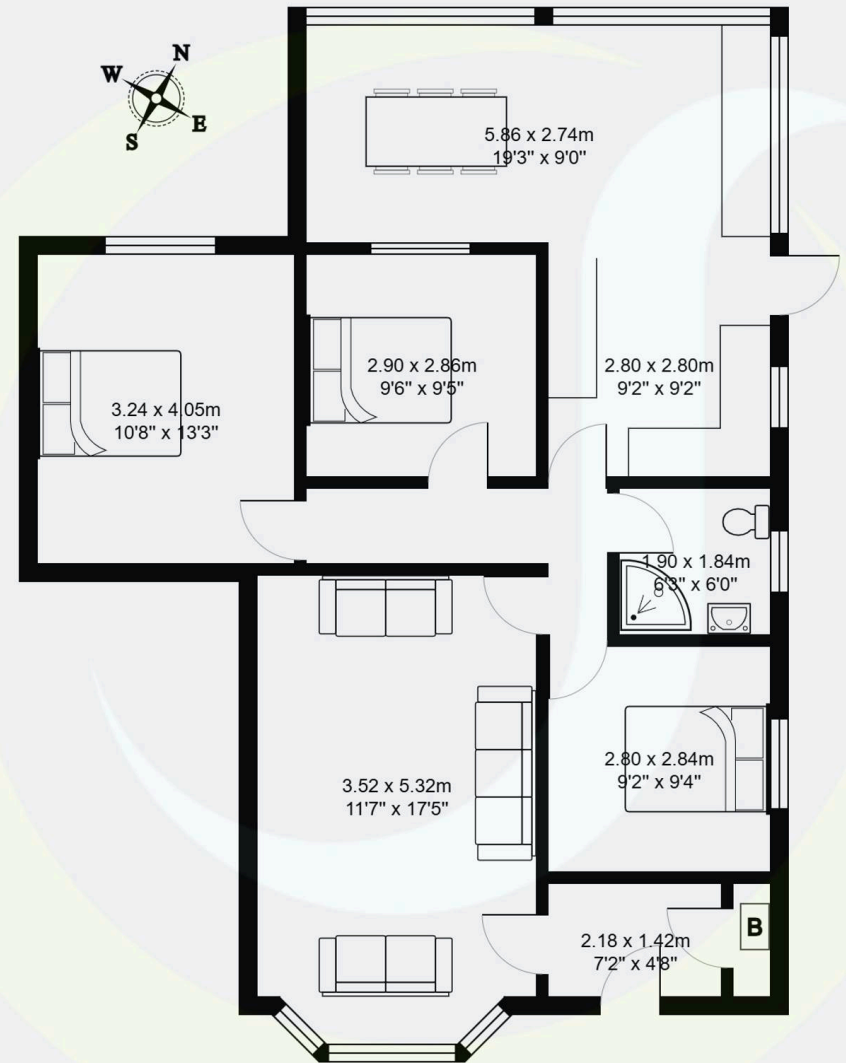 N
W
E
S
5.86 x 2.74m
19'3" x 9'0"
2.90 x 2.86m
9'6" x 9'5"
2.80 x 2.80m
9'2" x 9'2"
3.24 x 4.05m
10'8" x 13'3"
1.90 x 1.84m
6'3" x 6'0"
3.52 x 5.32m
11'7" x 17'5"
2.80 x 2.84m
9'2" x 9'4"
2.18 x 1.42m
7'2" x 4'8"
B